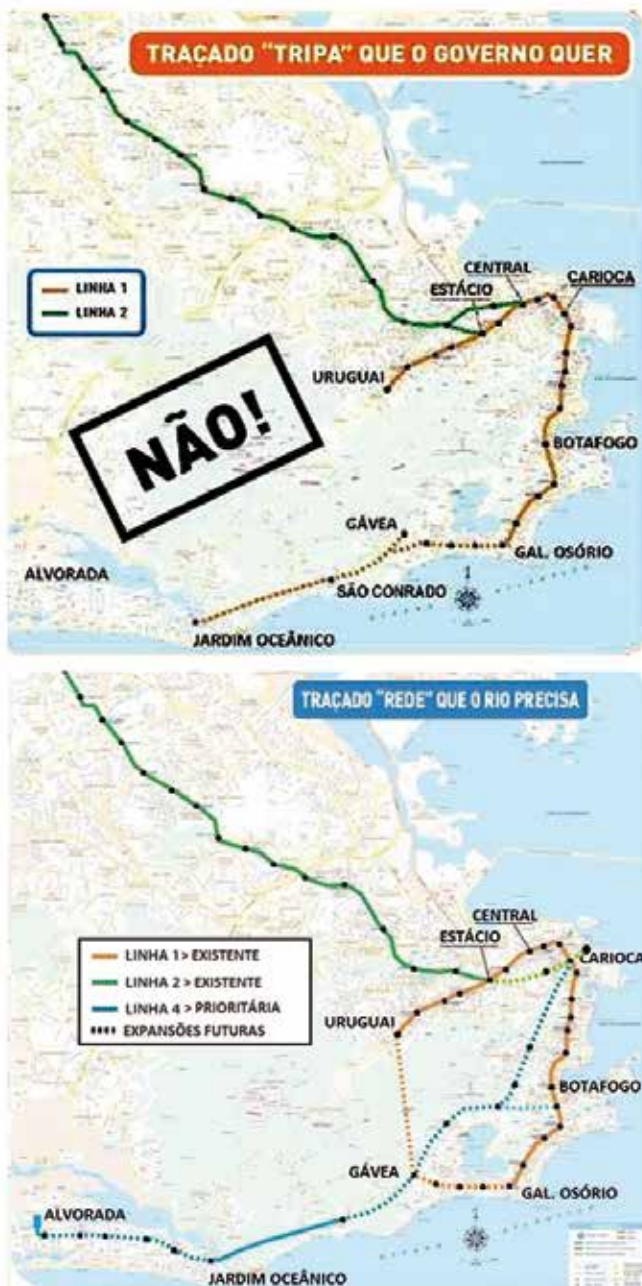 TRAÇADO “TRIPA” QUE O GOVERNO QUER
LINHA 1
LINHA 2
CENTRAL
ESTÁCIO
CARIOCA
URUGUAI
NÃO!
BOTAFOGO
GÁVEA
GAL. OSÓRIO
ALVORADA
SÃO CONRADO
JARDIM OCEÂNICO
TRAÇADO “REDE” QUE O RIO PRECISA
LINHA 1 > EXISTENTE
LINHA 2 > EXISTENTE
LINHA 4 > PRIORITÁRIA
EXPANSÕES FUTURAS
CENTRAL
ESTÁCIO
CARIOCA
URUGUAI
BOTAFOGO
GÁVEA
GAL. OSÓRIO
ALVORADA
JARDIM OCEÂNICO